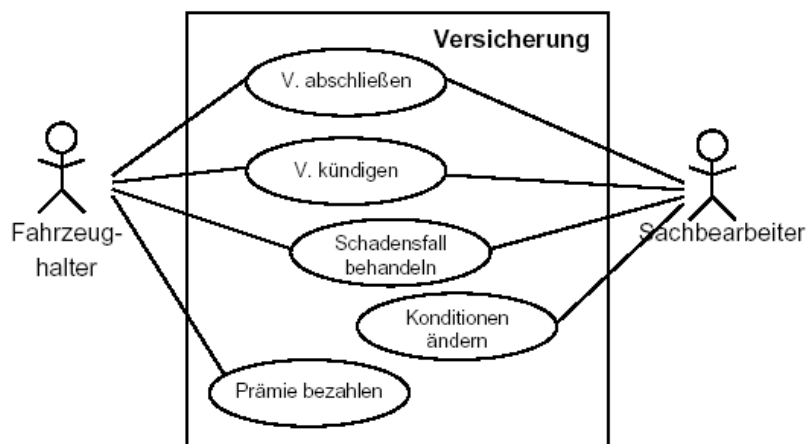 Versicherung
V. abschließen
V. kündigen
Fahrzeug-
halter
Sachbearbeiter
Schadensfall
behandeln
Konditionen
ändern
Prämie bezahlen